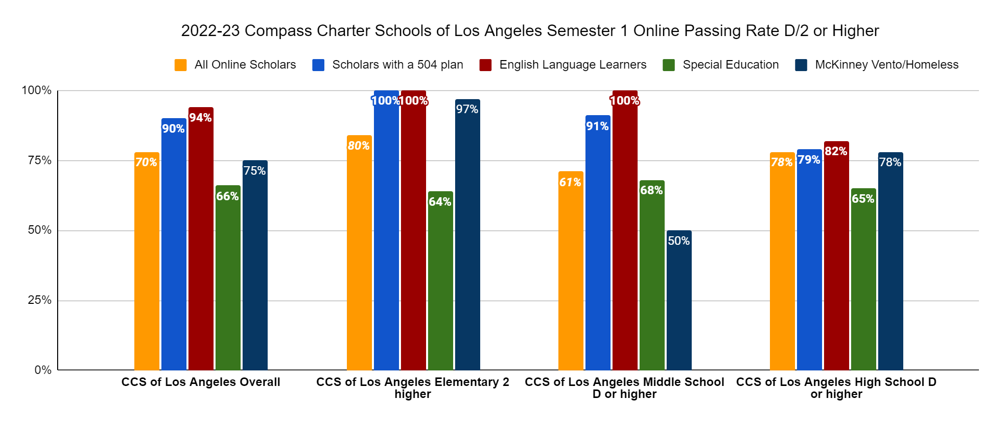 2022-23 Compass Charter Schools of Los Angeles Semester 1 Online Passing Rate D/2 or Higher
All Online Scholars Scholars with a 504 plan English Language Learners Special Education McKinney Vento/Homeless
100%
75%
50%
25%
0%
70%
90%
94%
66%
75%
80%
100%
100%
64%
97%
61%
91%
100%
68%
50%
78%
79%
82%
65%
78%
CCS of Los Angeles Overall
CCS of Los Angeles Elementary 2
higher
CCS of Los Angeles Middle School
D or higher
CCS of Los Angeles High School D
or higher